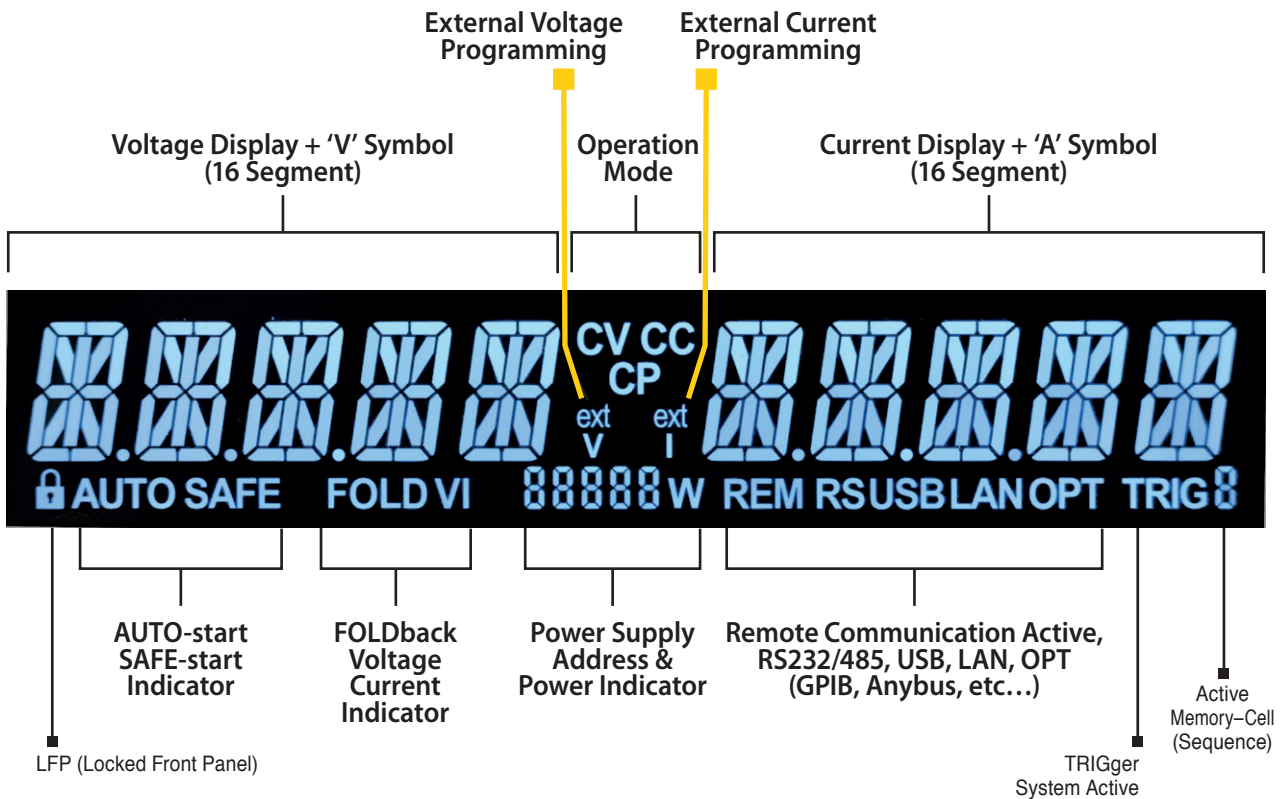 External Voltage
Programming
External Current
Programming
Voltage Display + ‘V’ Symbol
(16 Segment)
Operation
Mode
Current Display + ‘A’ Symbol
(16 Segment)
CV CC
CP
ext
V
ext
I
AUTO SAFE FOLD VI 88888 W REM RS USB LAN OPT TRIG 8
AUTO-start
SAFE-start
Indicator
FOLDback
Voltage
Current
Indicator
Power Supply
Address &
Power Indicator
Remote Communication Active,
RS232/485, USB, LAN, OPT
(GPIB, Anybus, etc…)
Active
Memory–Cell
(Sequence)
LFP (Locked Front Panel)
TRIGger
System Active